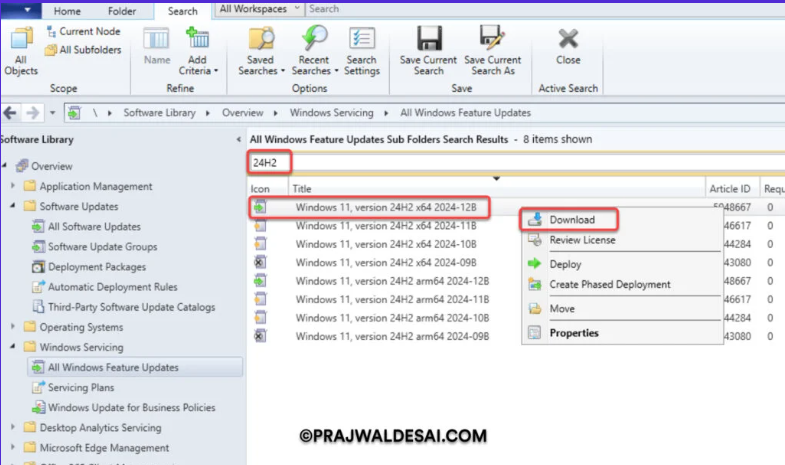 Home Folder Search All Workspaces Search
All Objects
Current Node
All Subfolders
Scope
Name
Add Criteria
Refine
Saved Searches
Recent Searches
Search Settings
Options
Save Current Search
Save Current Search As
Save
Close
Active Search
\ Software Library Overview Windows Servicing All Windows Feature Updates
Software Library
Overview
Application Management
Software Updates
All Software Updates
Software Update Groups
Deployment Packages
Automatic Deployment Rules
Third-Party Software Update Catalogs
Operating Systems
Windows Servicing
All Windows Feature Updates
Servicing Plans
Windows Update for Business Policies
Desktop Analytics Servicing
Microsoft Edge Management
All Windows Feature Updates Sub Folders Search Results - 8 items shown
24H2
Icon Title Article ID Requ
Windows 11, version 24H2 x64 2024-12B 5048667 0
Windows 11, version 24H2 x64 2024-11B 46617 0
Windows 11, version 24H2 x64 2024-10B 44284 0
Windows 11, version 24H2 x64 2024-09B 43080 0
Windows 11, version 24H2 arm64 2024-12B 48667 0
Windows 11, version 24H2 arm64 2024-11B 46617 0
Windows 11, version 24H2 arm64 2024-10B 44284 0
Windows 11, version 24H2 arm64 2024-09B 43080 0
Download
Review License
Deploy
Create Phased Deployment
Move
Properties
©PRAJWALDESAI.COM